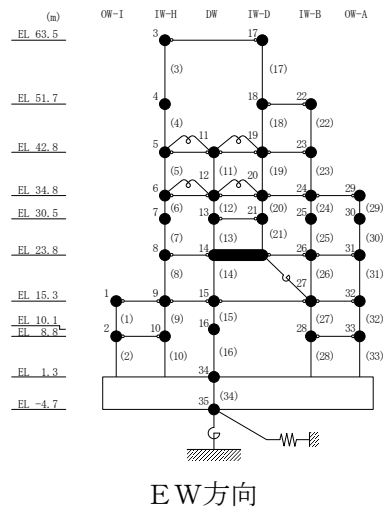 (m) OW-I IW-H DW IW-D IW-B OW-A
EL 63.5 3 17
(3) (17)
EL 51.7 4 18 22
(4) (18) (22)
11 19
EL 42.8 5 23
(5) (11) (19) (23)
12 20
EL 34.8 6 24 29
(6) (12) (20) (24) (29)
EL 30.5 7 13 21 25 30
(7) (13) (21) (25) (30)
EL 23.8 8 14 26 31
(8) (14) (26) (31)
27
EL 15.3 1 9 15 32
(1) (9) (15) (27) (32)
EL 10.1 16
EL 8.8 2 10 28 33
(2) (10) (16) (28) (33)
EL 1.3 34
(34)
EL -4.7 35
EW方向